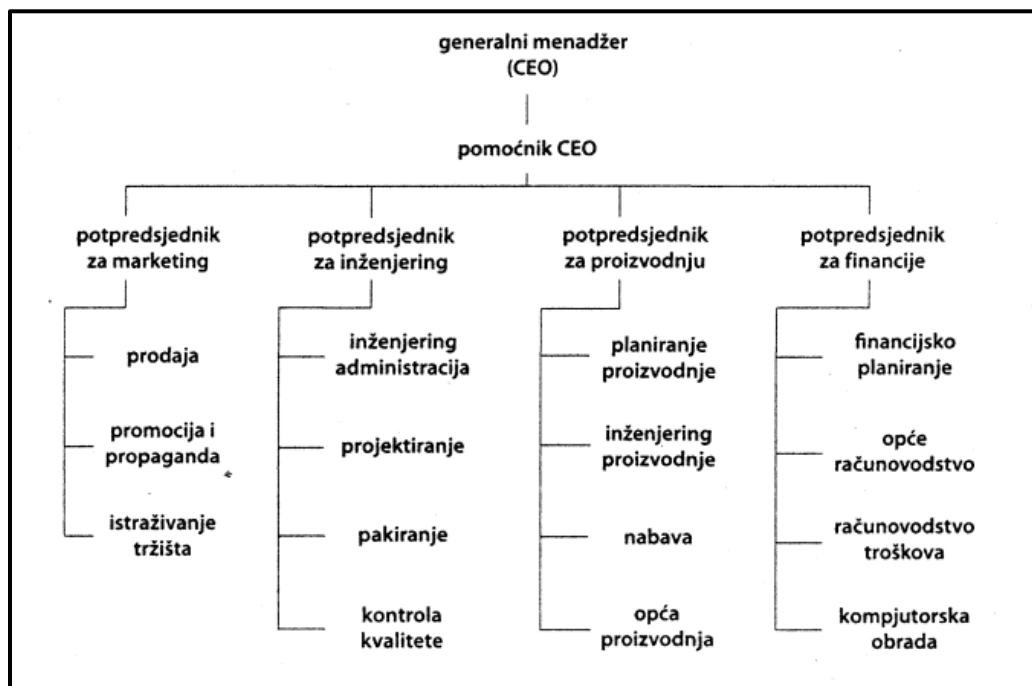 generalni menadžer
(CEO)
pomoćnik CEO
potpredsjednik
za marketing
prodaja
promocija i
propaganda
istraživanje
tržišta
potpredsjednik
za inženjering
inženjering
administracija
projektiranje
pakiranje
kontrola
kvalitete
potpredsjednik
za proizvodnju
planiranje
proizvodnje
inženjering
proizvodnje
nabava
opća
proizvodnja
potpredsjednik
za financije
financijsko
planiranje
opće
računovodstvo
računovodstvo
troškova
kompjutorska
obrada